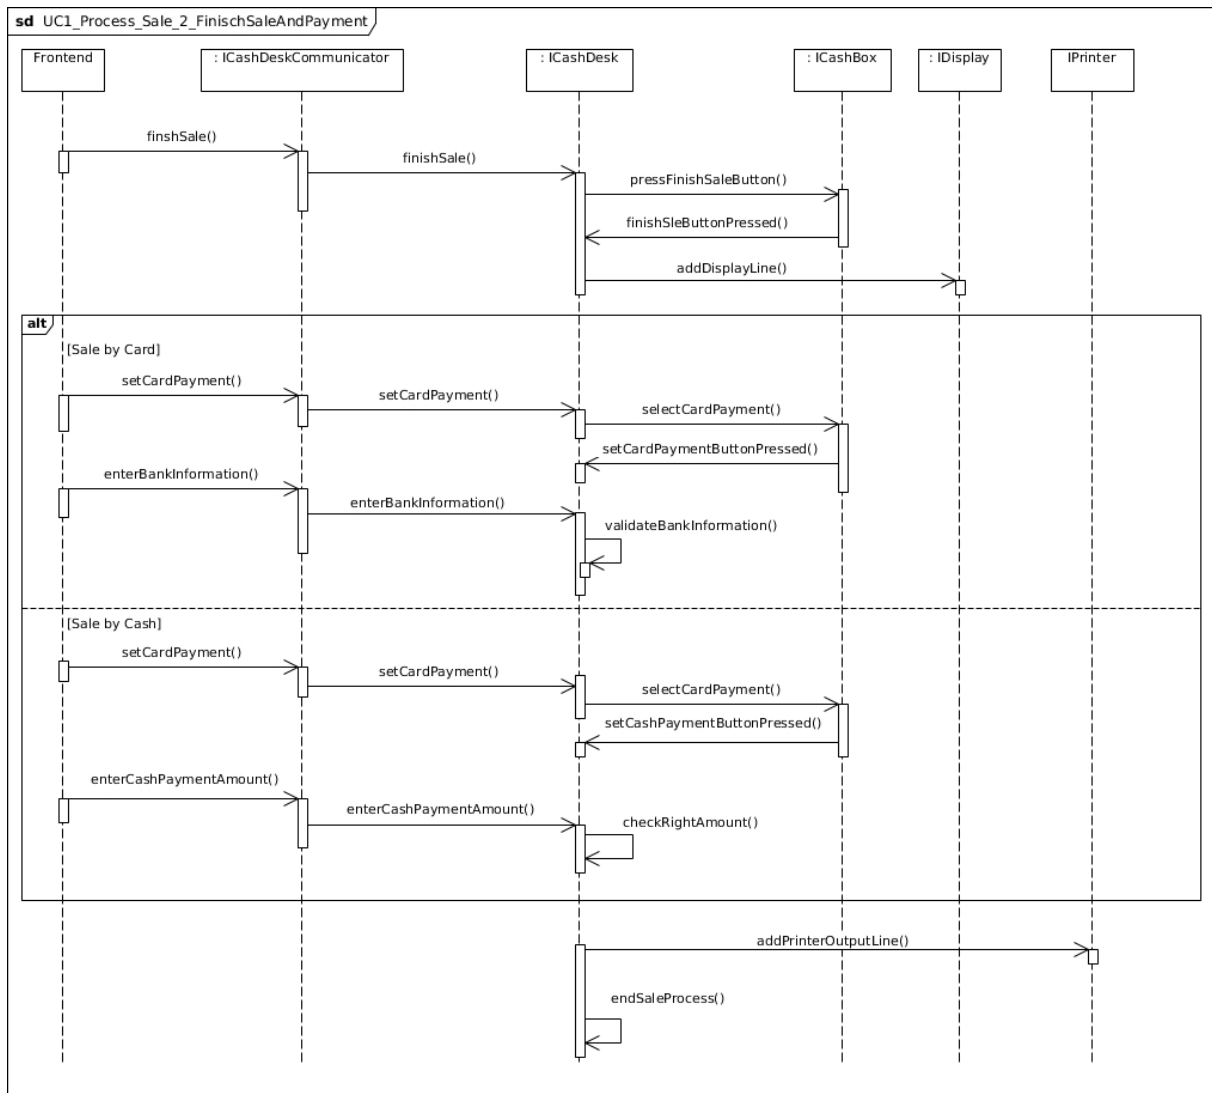 sd UC1_Process_Sale_2_FinischSaleAndPayment
Frontend
: ICashDeskCommunicator
: ICashDesk
: ICashBox
: IDisplay
IPrinter
finshSale()
finishSale()
pressFinishSaleButton()
finishSleButtonPressed()
addDisplayLine()
alt
[Sale by Card]
setCardPayment()
setCardPayment()
selectCardPayment()
setCardPaymentButtonPressed()
enterBankInformation()
enterBankInformation()
validateBankInformation()
[Sale by Cash]
setCardPayment()
setCardPayment()
selectCardPayment()
setCashPaymentButtonPressed()
enterCashPaymentAmount()
enterCashPaymentAmount()
checkRightAmount()
addPrinterOutputLine()
endSaleProcess()